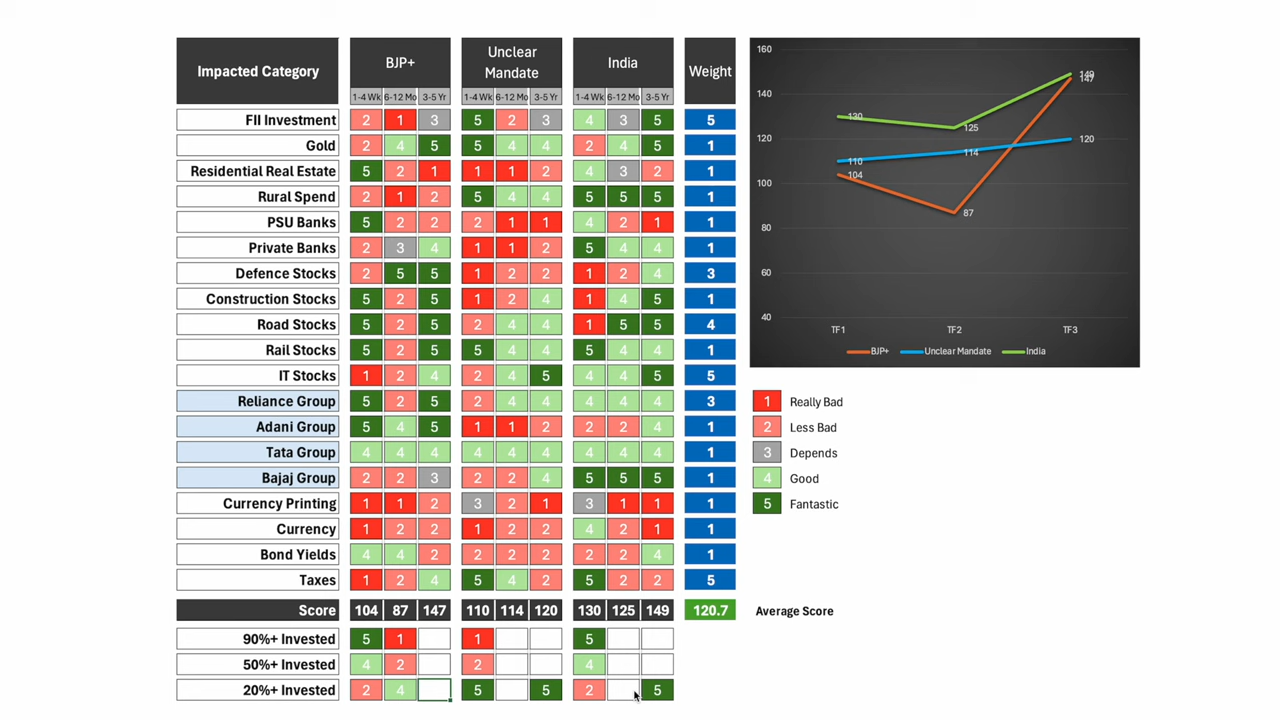 Impacted Category BJP+ Unclear Mandate India Weight
1-4 Wk 6-12 Mo 3-5 Yr 1-4 Wk 6-12 Mo 3-5 Yr 1-4 Wk 6-12 Mo 3-5 Yr
FII Investment 2 1 3 5 2 3 4 3 5 5
Gold 2 4 5 5 4 4 2 4 5 1
Residential Real Estate 5 2 1 1 1 2 4 3 2 1
Rural Spend 2 1 2 5 4 4 5 5 5 1
PSU Banks 5 2 2 2 1 1 4 2 1 1
Private Banks 2 3 4 1 1 2 5 4 4 1
Defence Stocks 2 5 5 1 2 2 1 2 4 3
Construction Stocks 5 2 5 1 2 4 1 4 5 1
Road Stocks 5 2 5 2 4 4 1 5 5 4
Rail Stocks 5 2 5 5 4 4 5 4 4 1
IT Stocks 1 2 4 2 4 5 4 4 5 5
Reliance Group 5 2 5 2 4 4 4 4 4 3
Adani Group 5 4 5 1 1 2 2 2 4 1
Tata Group 4 4 4 4 4 4 4 4 4 1
Bajaj Group 2 2 3 2 2 4 5 5 5 1
Currency Printing 1 1 2 3 2 1 3 1 1 1
Currency 1 2 2 1 2 2 4 2 1 1
Bond Yields 4 4 2 2 2 2 2 2 4 1
Taxes 1 2 4 5 4 2 5 2 2 5
Score 104 87 147 110 114 120 130 125 149 120.7 Average Score
90%+ Invested 5 1 1 5
50%+ Invested 4 2 2 4
20%+ Invested 2 4 5 5 2 5
160
140
120
100
80
60
40
130
125
149
147
110
114
120
104
87
TF1 TF2 TF3
BJP+ Unclear Mandate India
1 Really Bad
2 Less Bad
3 Depends
4 Good
5 Fantastic